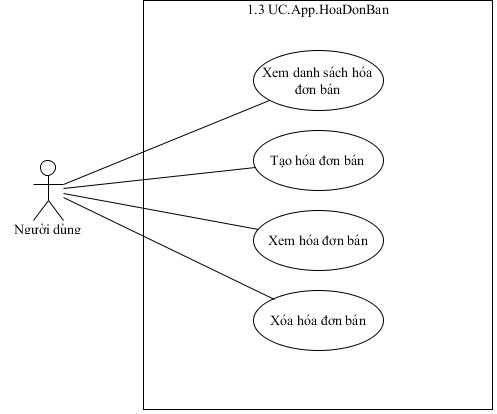 1.3 UC.App.HoaDonBan
Xem danh sách hóa
đơn bán
Tạo hóa đơn bán
Người dùng
Xem hóa đơn bán
Xóa hóa đơn bán